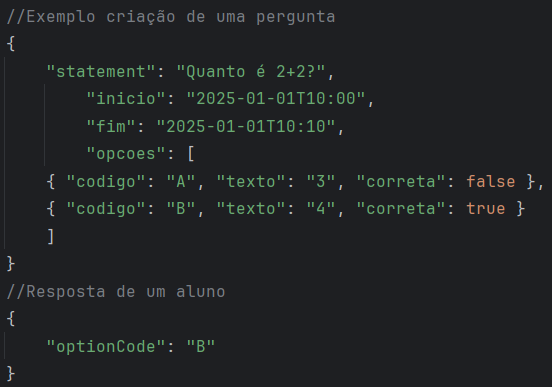 //Exemplo criação de uma pergunta
{
    "statement": "Quanto é 2+2?",
        "inicio": "2025-01-01T10:00",
        "fim": "2025-01-01T10:10",
        "opcoes": [
    { "codigo": "A", "texto": "3", "correta": false },
    { "codigo": "B", "texto": "4", "correta": true }
    ]
}
//Resposta de um aluno
{
    "optionCode": "B"
}